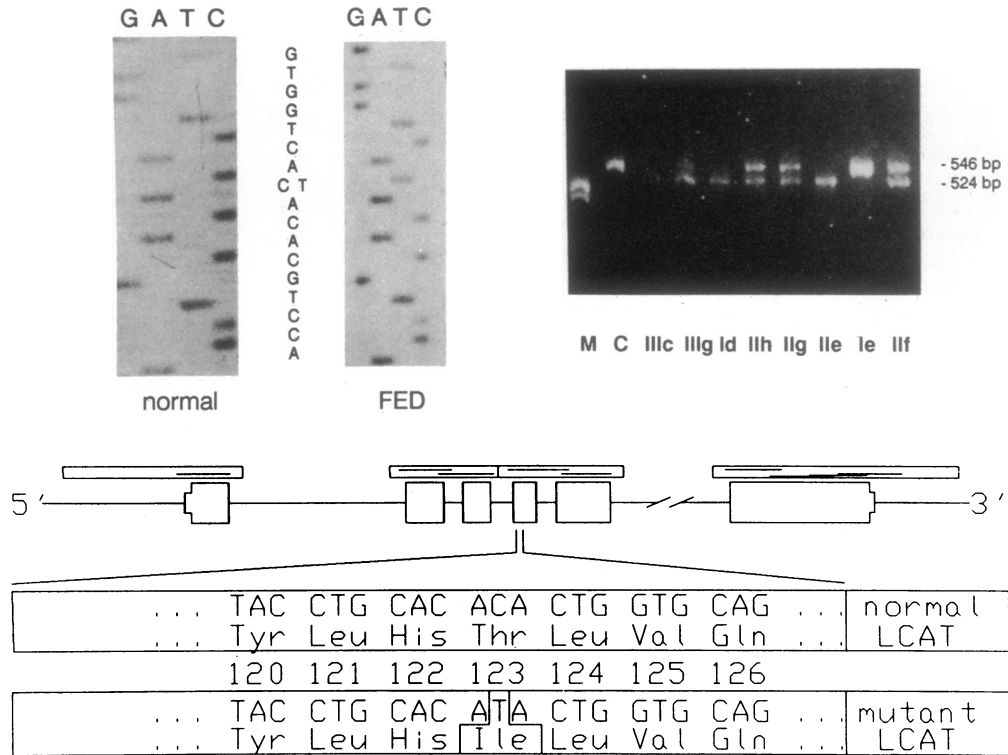 G A T C
G
T
G
G
T
C
A
C T
A
C
A
C
G
T
C
C
A
normal
G A T C
FED
- 546 bp
- 524 bp
M C IIIc IIIg Id IIh IIg IIe Ie IIf
5' 3'
... TAC CTG CAC ACA CTG GTG CAG ... normal
... Tyr Leu His Thr Leu Val Gln ... LCAT
120 121 122 123 124 125 126
... TAC CTG CAC ATA CTG GTG CAG ... mutant
... Tyr Leu His Ile Leu Val Gln ... LCAT